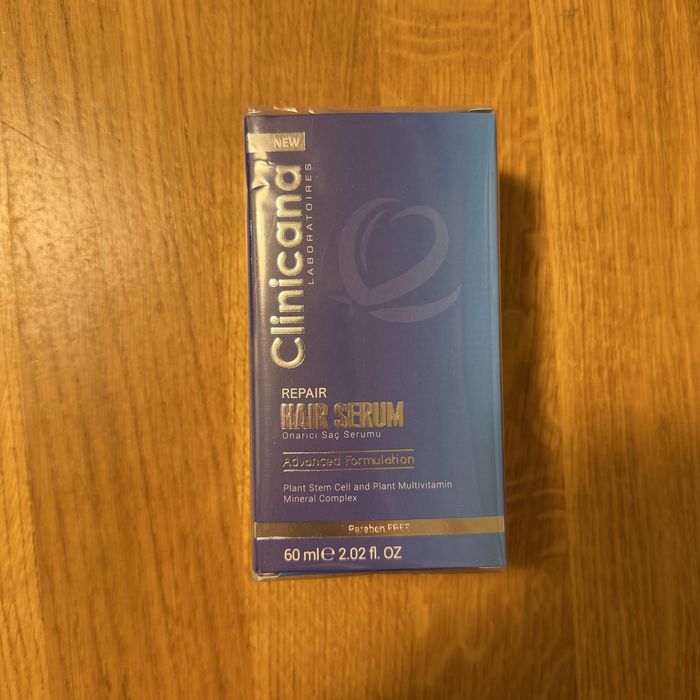 NEW
Clinicana
LABORATOIRES
REPAIR
HAIR SERUM
Onarıcı Saç Serumu
Advanced Formulation
Plant Stem Cell and Plant Multivitamin
Mineral Complex
Paraben FREE
60 ml ℮ 2.02 fl. OZ